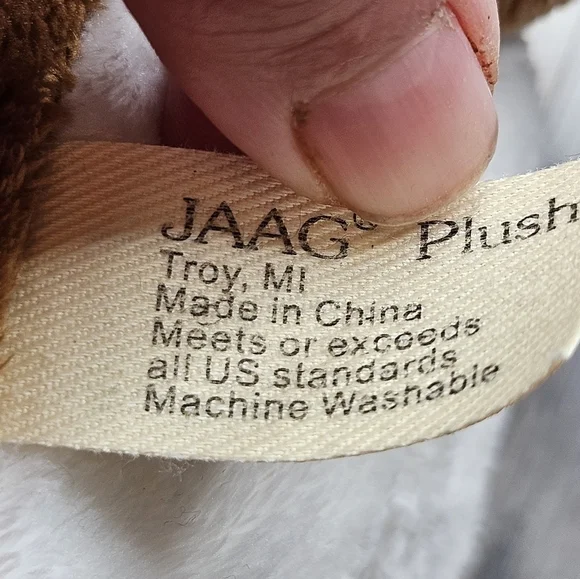 JAAG® Plush
Troy, MI
Made in China
Meets or exceeds
all US standards
Machine Washable